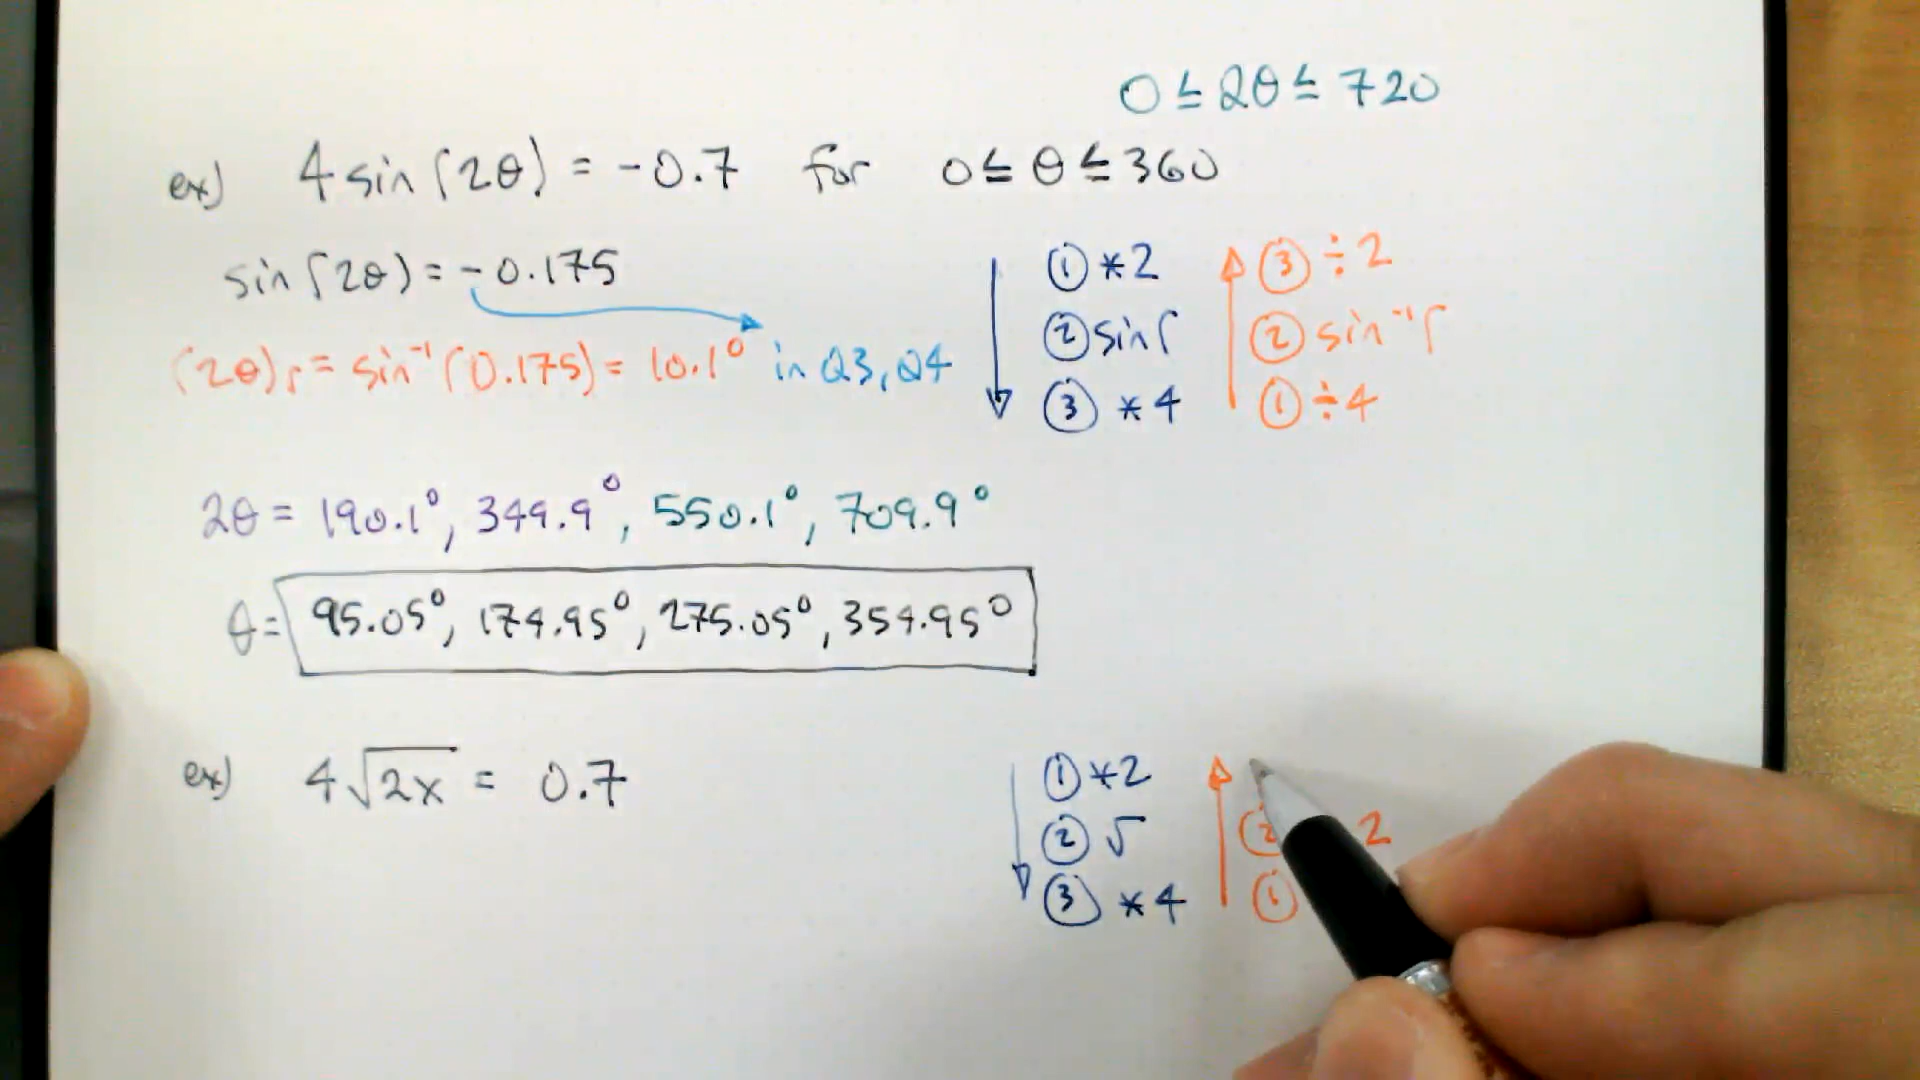 0 ≤ 2θ ≤ 720
ex) 4 sin(2θ) = -0.7 for 0 ≤ θ ≤ 360
sin(2θ) = -0.175
(2θ)r = sin⁻¹(0.175) = 10.1° in Q3, Q4
① *2 ③ ÷2
② sin( ② sin⁻¹(
③ *4 ① ÷4
2θ = 190.1°, 349.9°, 550.1°, 709.9°
θ = 95.05°, 174.95°, 275.05°, 354.95°
ex) 4√2x = 0.7
① *2
② √ ② 2
③ *4 ①